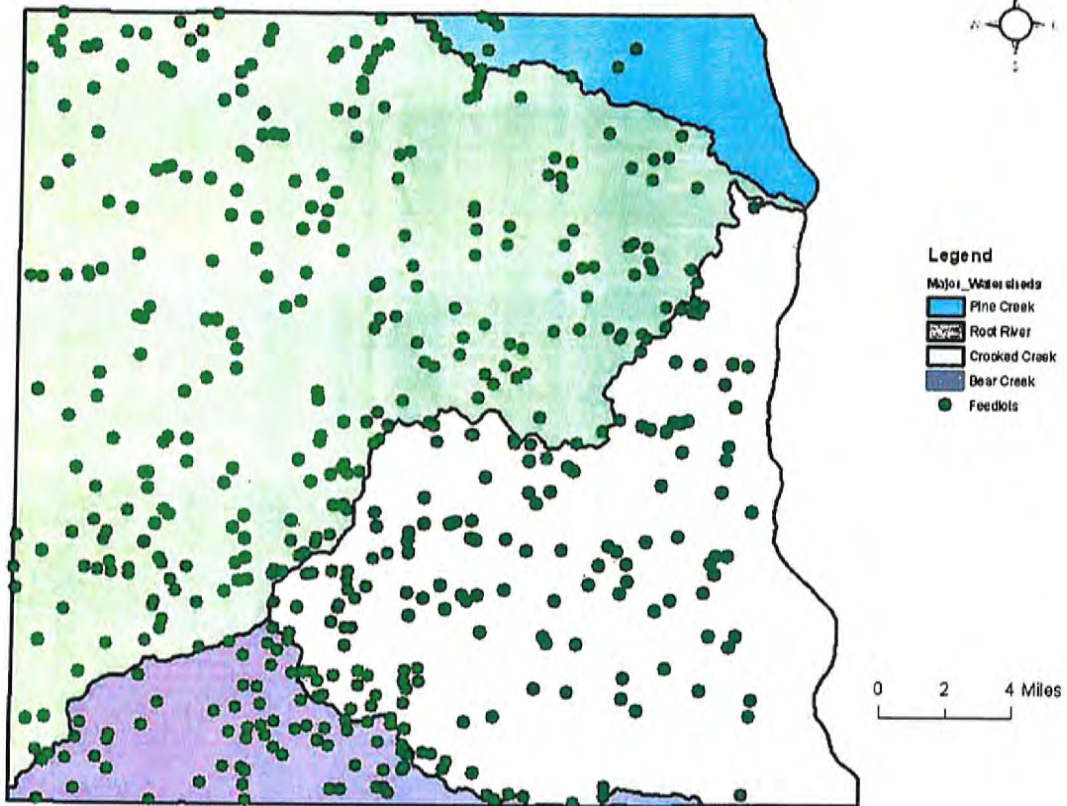 Legend
Major_Watersheds
Pine Creek
Root River
Crooked Creek
Bear Creek
Feedlots
0 2 4 Miles